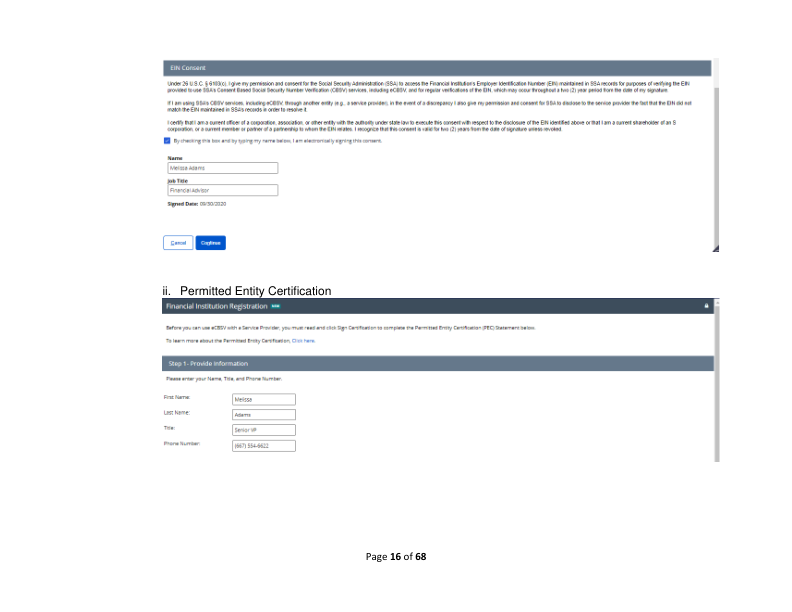 EIN Consent
Under 26 U.S.C. § 6103(c), I give my permission and consent for the Social Security Administration (SSA) to access the Financial Institution's Employer Identification Number (EIN) maintained in SSA records for purposes of verifying the EIN
provided to use SSA's Consent Based Social Security Number Verification (CBSV) services, including eCBSV, and for regular verifications of the EIN, which may occur throughout a two (2) year period from the date of my signature.
If I am using SSA's CBSV services, including eCBSV, through another entity (e.g., a service provider), in the event of a discrepancy I also give my permission and consent for SSA to disclose to the service provider the fact that the EIN did not
match the EIN maintained in SSA's records in order to resolve it.
I certify that I am a current officer of a corporation, association, or other entity with the authority under state law to execute this consent with respect to the disclosure of the EIN identified above or that I am a current shareholder of an S
corporation, or a current member or partner of a partnership to whom the EIN relates. I recognize that this consent is valid for two (2) years from the date of signature unless revoked.
By checking this box and by typing my name below, I am electronically signing this consent.
Name
Melissa Adams
Job Title
Financial Advisor
Signed Date: 09/30/2020
Cancel Continue
ii. Permitted Entity Certification
Financial Institution Registration NEW
Before you can use eCBSV with a Service Provider, you must read and click Sign Certification to complete the Permitted Entity Certification (PEC) Statement below.
To learn more about the Permitted Entity Certification, Click here.
Step 1- Provide Information
Please enter your Name, Title, and Phone Number.
First Name: Melissa
Last Name: Adams
Title: Senior VP
Phone Number: (667) 554-6622
Page 16 of 68